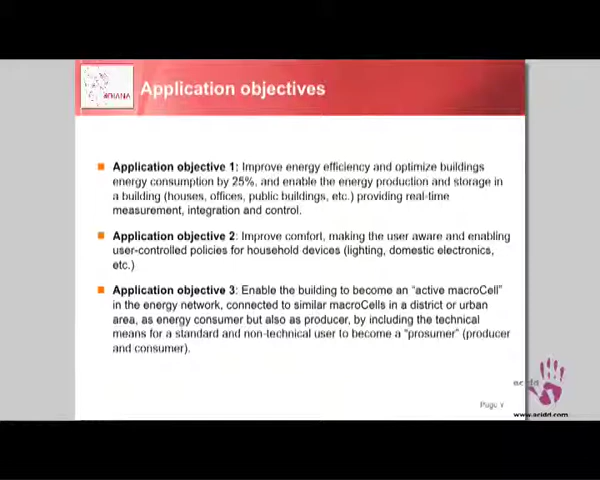 Application objectives
Application objective 1: Improve energy efficiency and optimize buildings
energy consumption by 25%, and enable the energy production and storage in
a building (houses, offices, public buildings, etc.) providing real-time
measurement, integration and control.
Application objective 2: Improve comfort, making the user aware and enabling
user-controlled policies for household devices (lighting, domestic electronics,
etc.)
Application objective 3: Enable the building to become an “active macroCell”
in the energy network, connected to similar macroCells in a district or urban
area, as energy consumer but also as producer, by including the technical
means for a standard and non-technical user to become a “prosumer” (producer
and consumer).
acidd
Page
www.acidd.com